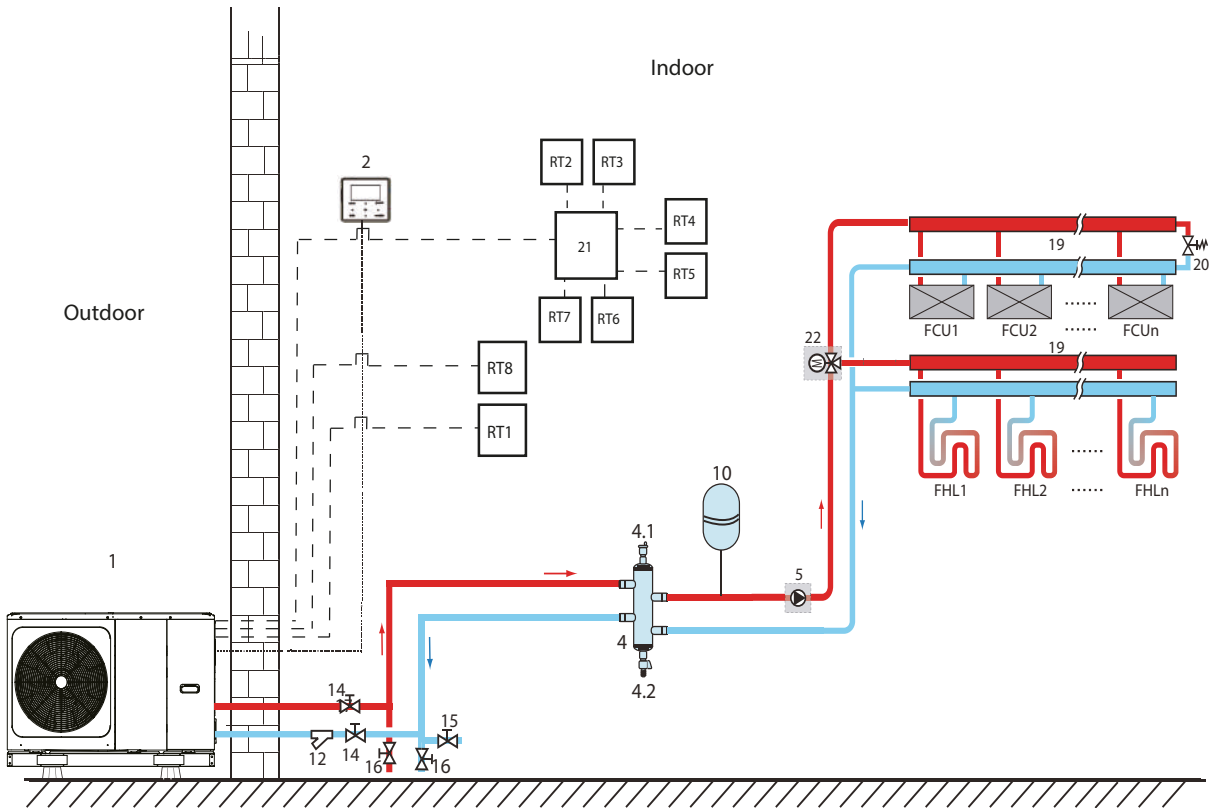 Indoor
Outdoor
2
RT2
RT3
RT4
21
RT5
RT7
RT6
RT8
RT1
19
20
FCU1
FCU2
......
......
FCUn
22
19
......
FHL1
FHL2
......
FHLn
10
4.1
5
4
4.2
1
14
15
12
14
16
16